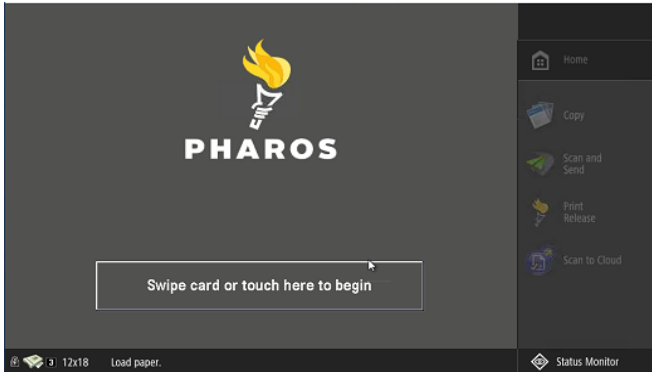 PHAROS
Swipe card or touch here to begin
Home
Copy
Scan and
Send
Print
Release
Scan to Cloud
3 12x18 Load paper.
Status Monitor